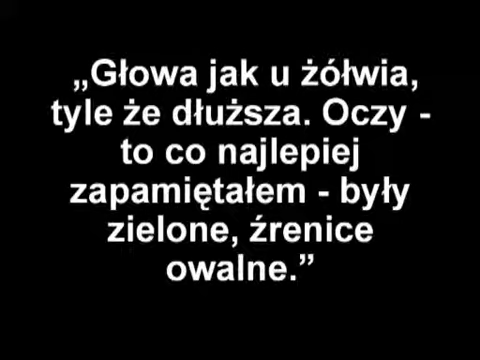 „Głowa jak u żółwia,
tyle że dłuższa. Oczy -
to co najlepiej
zapamiętałem - były
zielone, źrenice
owalne.”